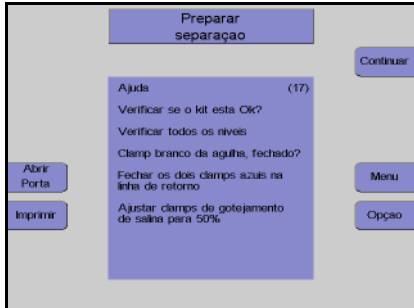 Preparar
separaçao
Continuar
Ajuda (17)
Verificar se o kit esta Ok?
Verificar todos os niveis
Clamp branco da agulha, fechado?
Fechar os dois clamps azuis na
linha de retorno
Ajustar clamps de gotejamento
de salina para 50%
Abrir
Porta
Menu
Imprimir
Opçao